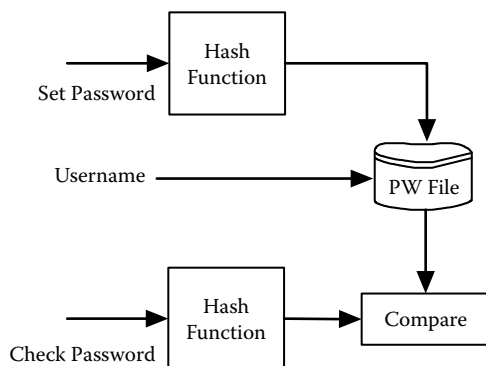 Hash
Function
Set Password
Username
PW File
Hash
Function
Compare
Check Password